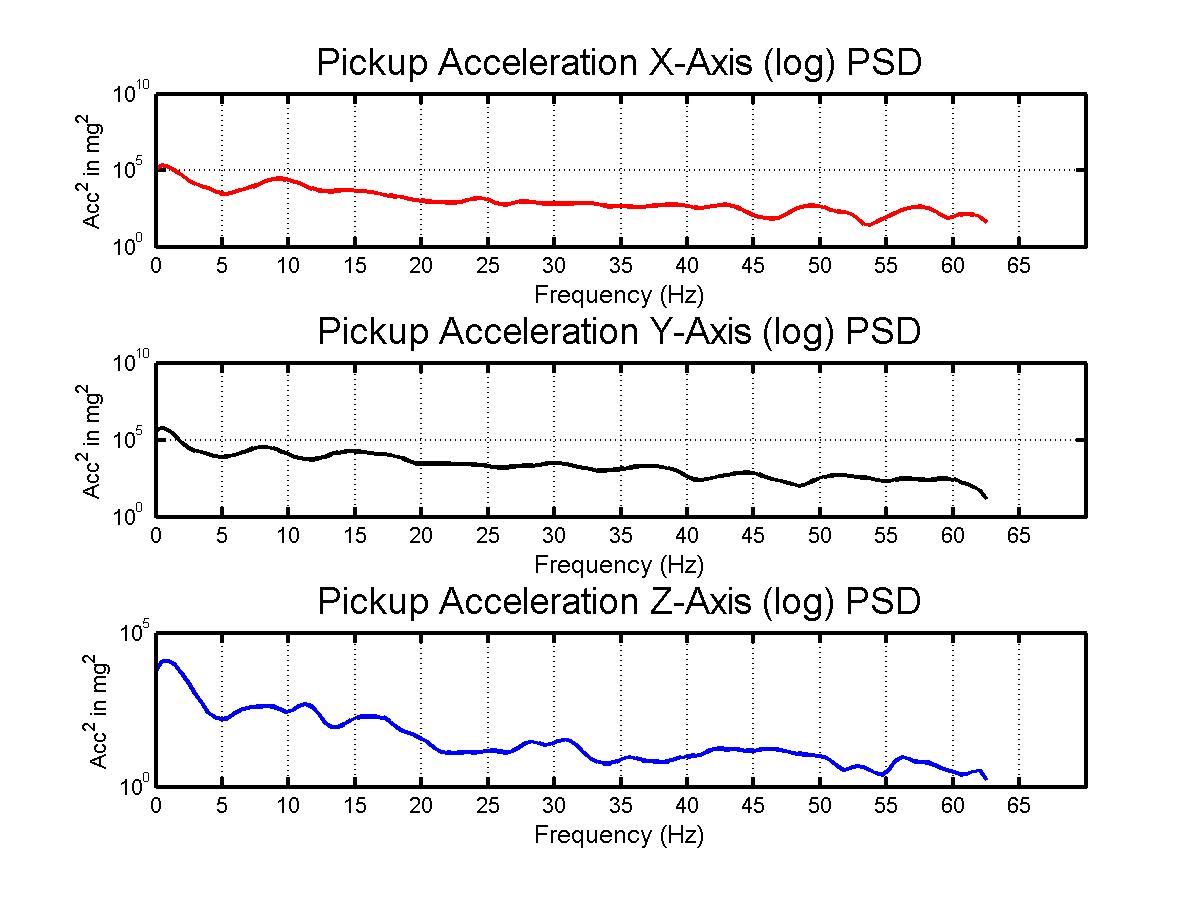 Pickup Acceleration X-Axis (log) PSD
10^10
10^5
10^0
Acc^2 in mg^2
0 5 10 15 20 25 30 35 40 45 50 55 60 65
Frequency (Hz)
Pickup Acceleration Y-Axis (log) PSD
10^10
10^5
10^0
Acc^2 in mg^2
0 5 10 15 20 25 30 35 40 45 50 55 60 65
Frequency (Hz)
Pickup Acceleration Z-Axis (log) PSD
10^5
10^0
Acc^2 in mg^2
0 5 10 15 20 25 30 35 40 45 50 55 60 65
Frequency (Hz)